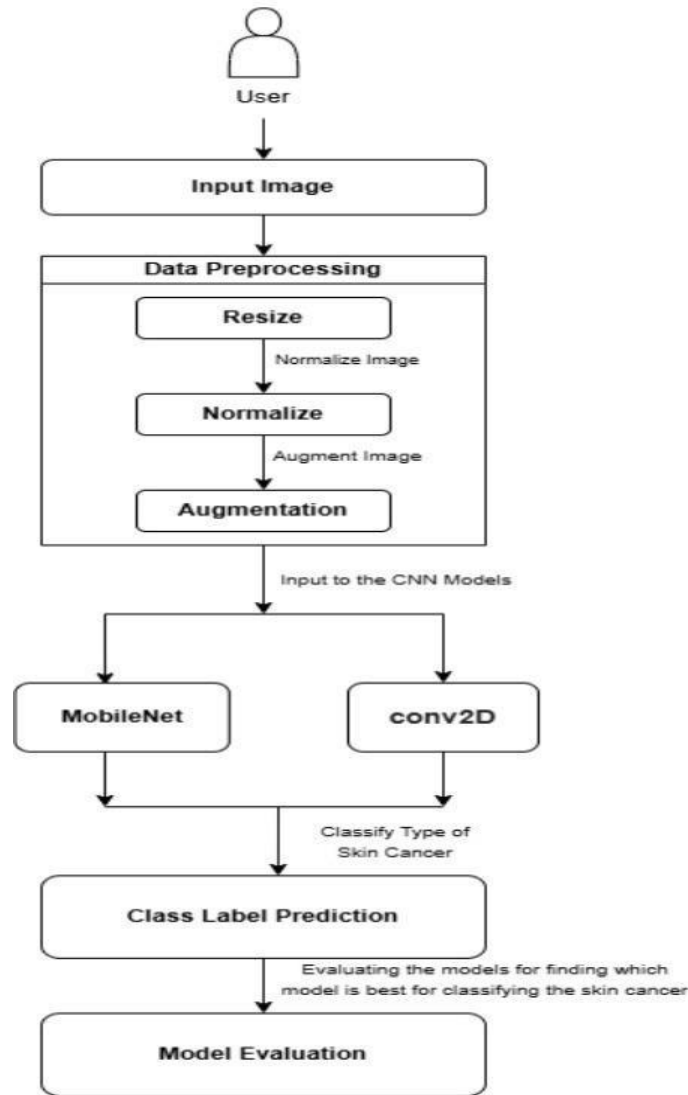 User
Input Image
Data Preprocessing
Resize
Normalize Image
Normalize
Augment Image
Augmentation
Input to the CNN Models
MobileNet
conv2D
Classify Type of
Skin Cancer
Class Label Prediction
Evaluating the models for finding which
model is best for classifying the skin cancer
Model Evaluation